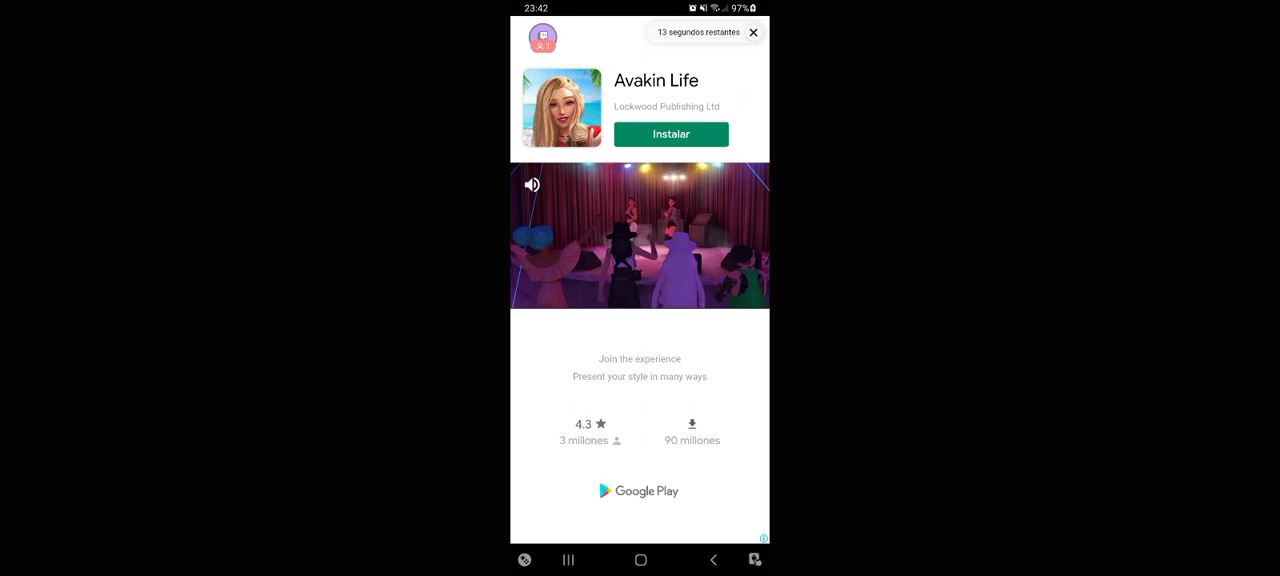 23:42
97%
1
13 segundos restantes
Avakin Life
Lockwood Publishing Ltd
Instalar
Join the experience
Present your style in many ways
4.3
3 millones
90 millones
Google Play